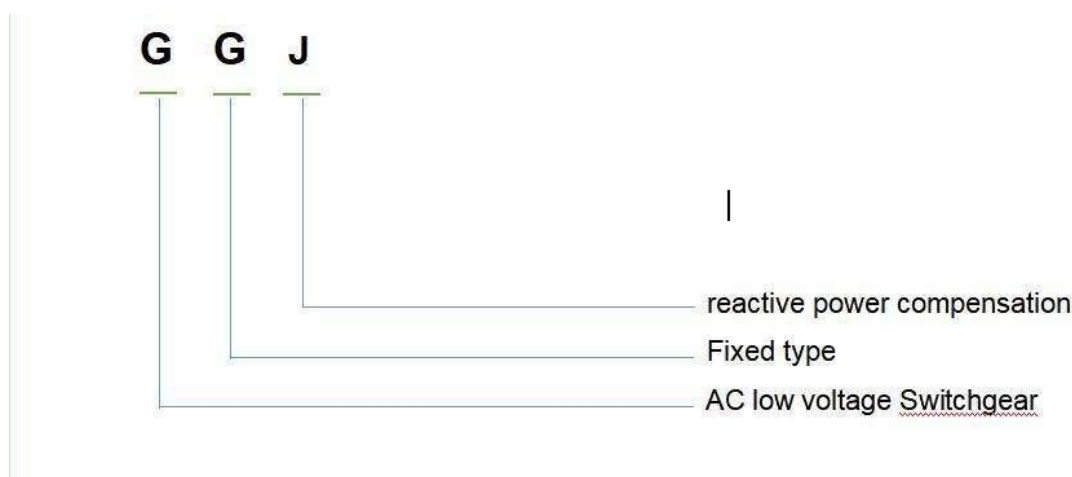 G G J
reactive power compensation
Fixed type
AC low voltage Switchgear